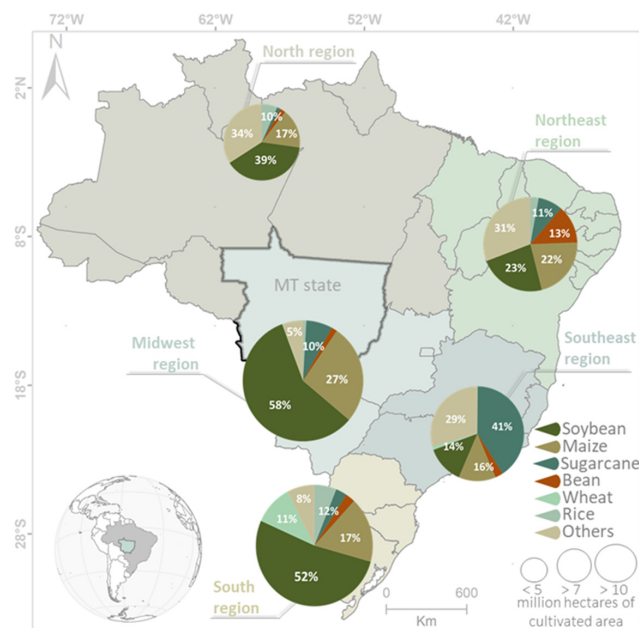 72°W 62°W 52°W 42°W
N
North region
2°N
10%
34% 17%
39%
Northeast
region
11%
31% 13%
22%
23%
8°S
MT state
Midwest
region
5%
10%
27%
58%
Southeast
region
18°S
29% 41%
14%
16%
Soybean
Maize
Sugarcane
Bean
Wheat
Rice
Others
8%
12%
11%
17%
52%
28°S
South
region
0 600
Km
< 5 > 7 > 10
million hectares of
cultivated area